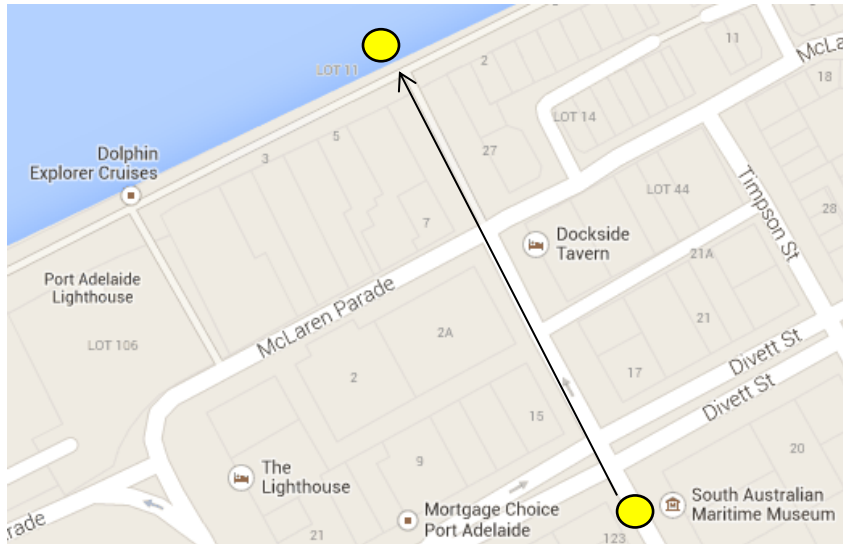 2
11
McLa
LOT 11
18
5
LOT 14
3
27
Dolphin
Explorer Cruises
Timpson St
LOT 44
28
7
Dockside
Tavern
21A
Port Adelaide
Lighthouse
McLaren Parade
21
2A
LOT 106
Divett St
2
17
Divett St
15
20
9
The
Lighthouse
South Australian
Maritime Museum
Mortgage Choice
Port Adelaide
rade
21
123